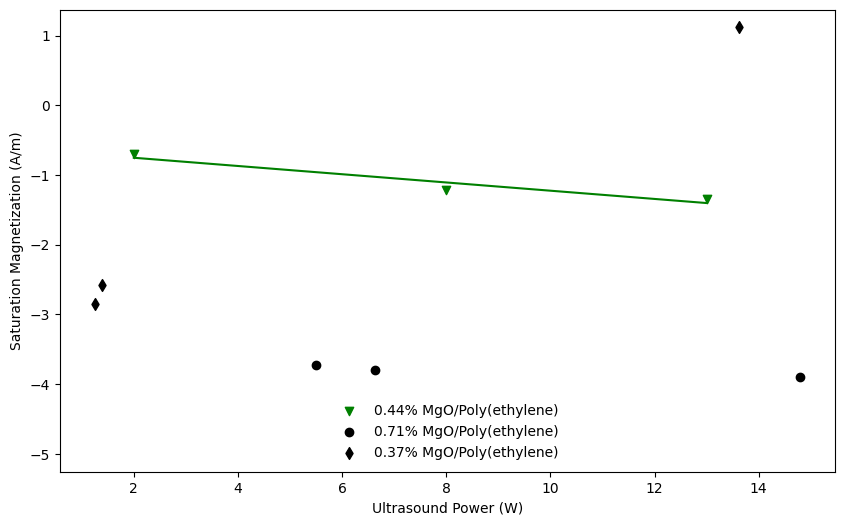 1
0
−1
−2
−3
−4
−5
Saturation Magnetization (A/m)
0.44% MgO/Poly(ethylene)
0.71% MgO/Poly(ethylene)
0.37% MgO/Poly(ethylene)
2 4 6 8 10 12 14
Ultrasound Power (W)